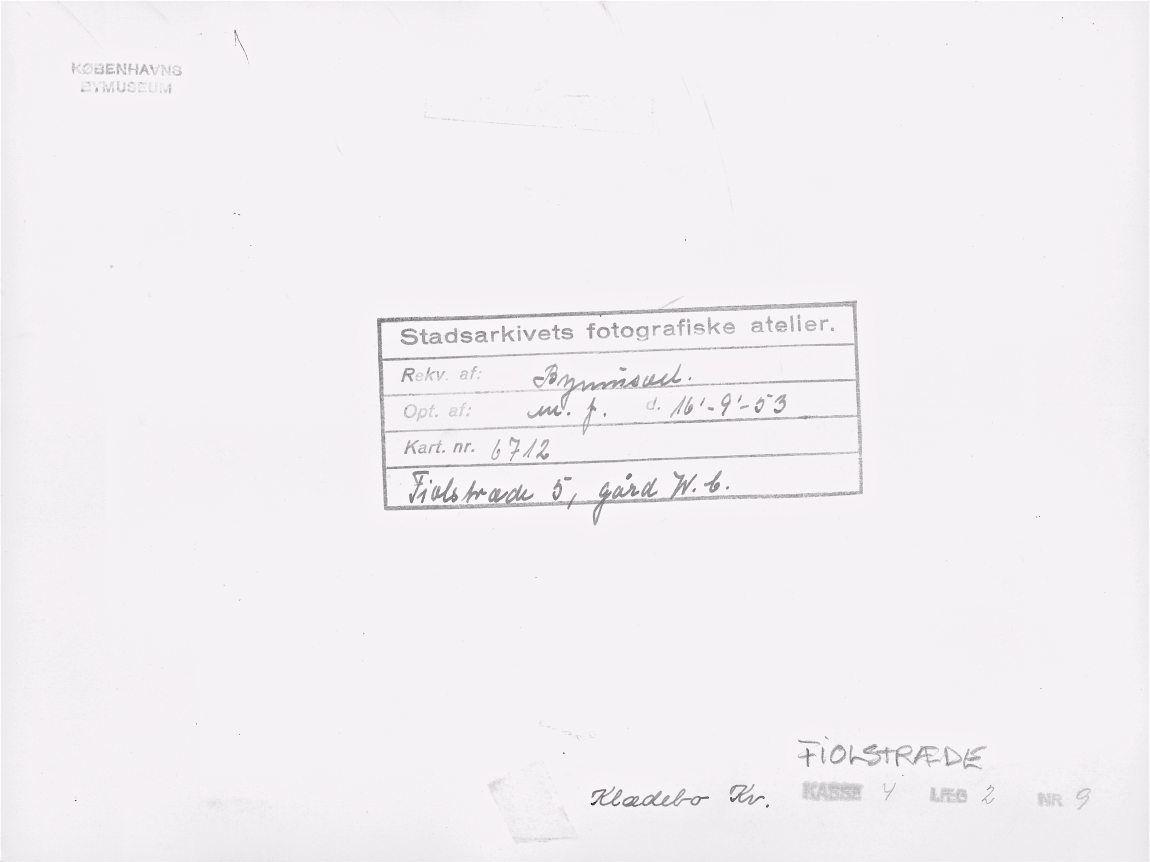 KØBENHAVNS
BYMUSEUM
Stadsarkivets fotografiske atelier.
Rekv. af:
Opt. af: m. f. d. 16'-9'-53
Kart. nr. 6712
Fiolstræde 5, gård W.C.
FIOLSTRÆDE
Klædebo Kv. KASSE 4 LÆG 2 NR 9